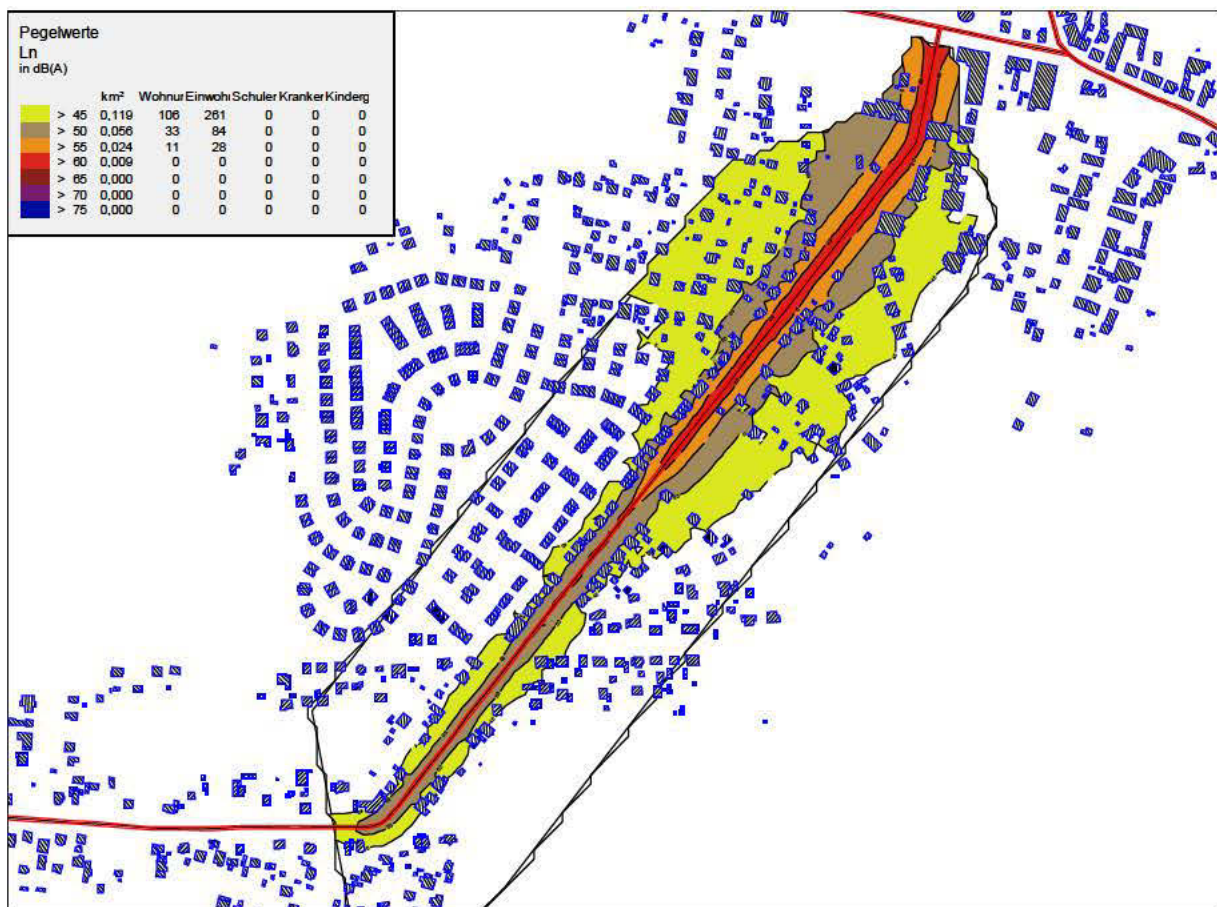 Pegelwerte
Ln
in dB(A)
km² Wohnur Einwohı Schuler Kranker Kinderg
> 45 0,119 106 261 0 0 0
> 50 0,056 33 84 0 0 0
> 55 0,024 11 28 0 0 0
> 60 0,009 0 0 0 0 0
> 65 0,000 0 0 0 0 0
> 70 0,000 0 0 0 0 0
> 75 0,000 0 0 0 0 0